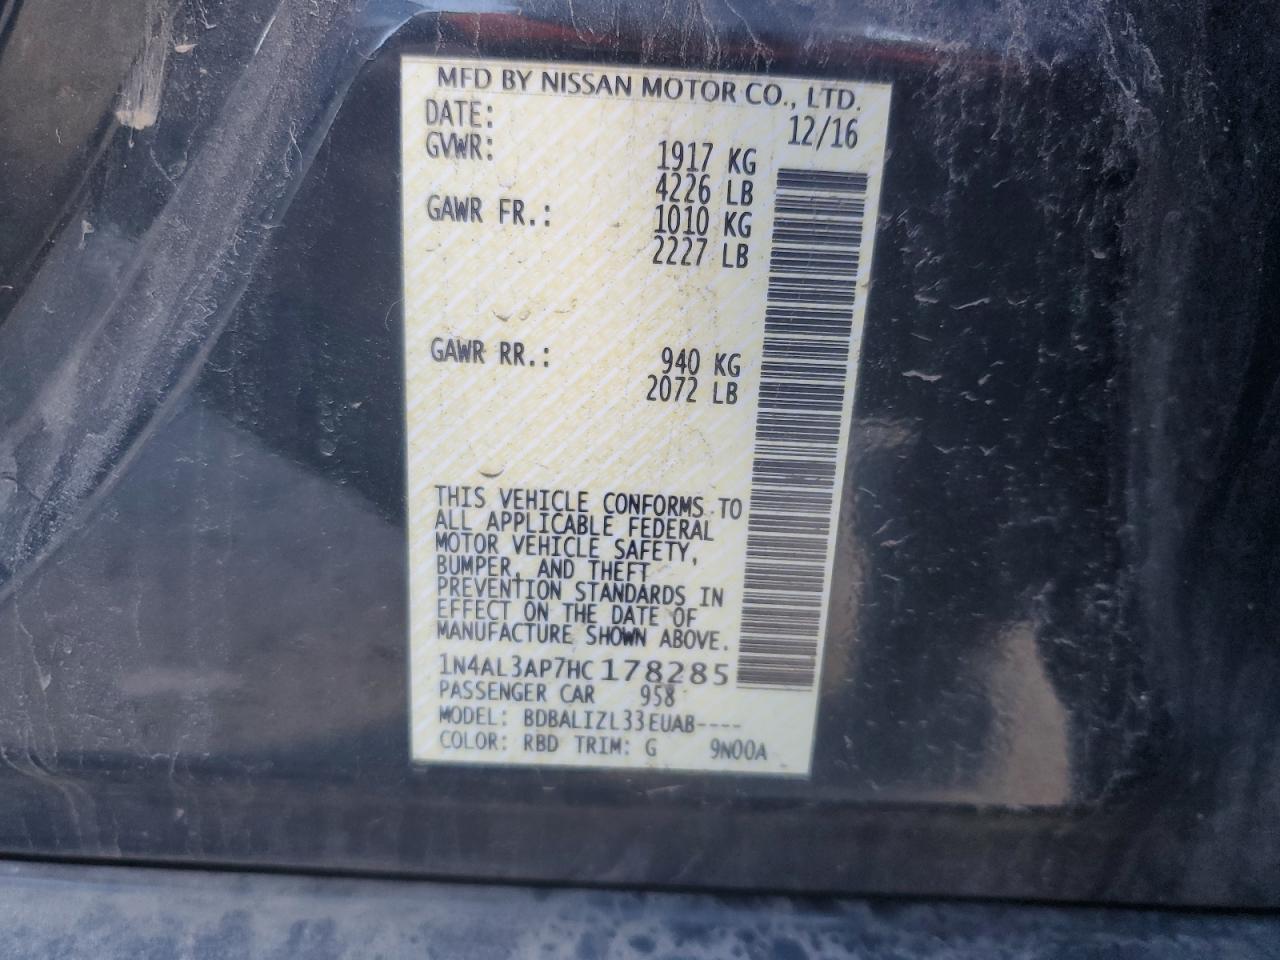 MFD BY NISSAN MOTOR CO., LTD.
DATE: 12/16
GVWR: 1917 KG
4226 LB
GAWR FR.: 1010 KG
2227 LB
GAWR RR.: 940 KG
2072 LB
THIS VEHICLE CONFORMS TO
ALL APPLICABLE FEDERAL
MOTOR VEHICLE SAFETY,
BUMPER, AND THEFT
PREVENTION STANDARDS IN
EFFECT ON THE DATE OF
MANUFACTURE SHOWN ABOVE.
1N4AL3AP7HC178285
PASSENGER CAR 958
MODEL: BDBALIZL33EUAB----
COLOR: RBD TRIM: G 9N00A